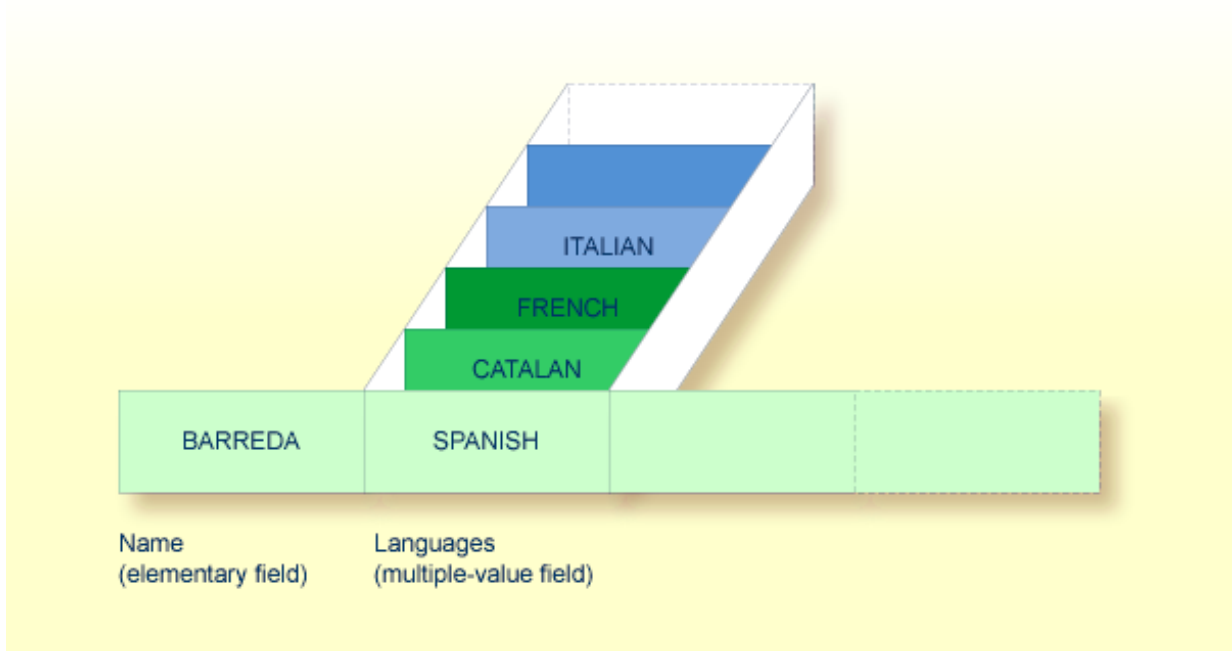 ITALIAN
FRENCH
CATALAN
BARREDA
SPANISH
Name
(elementary field)
Languages
(multiple-value field)